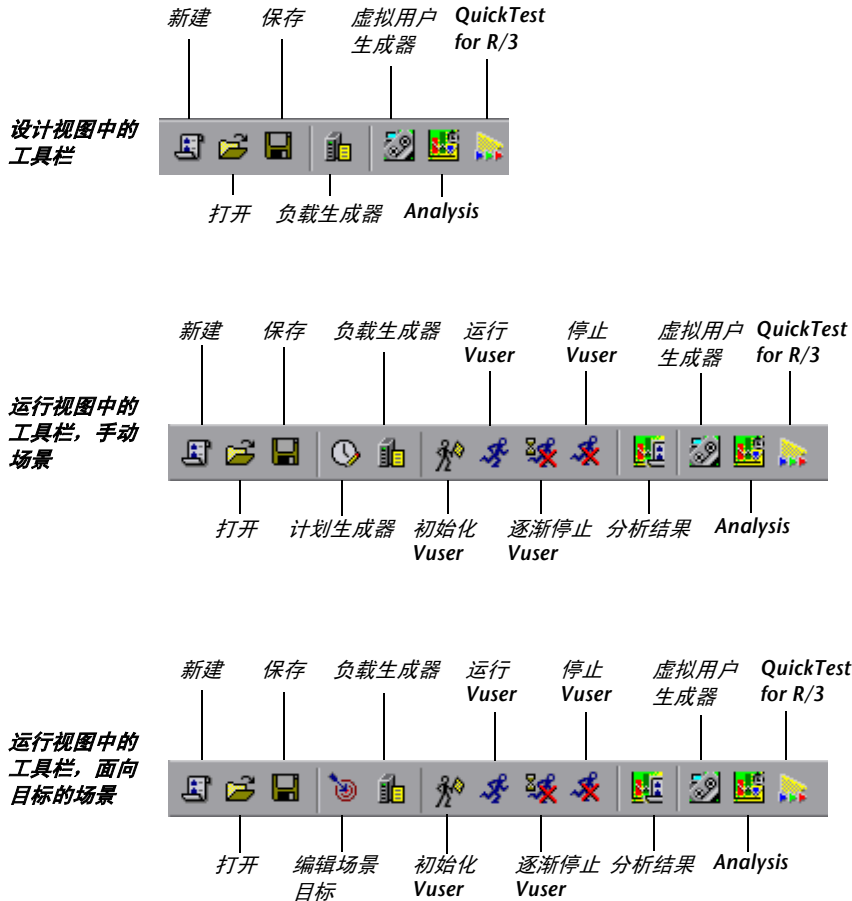 新建
保存
虚拟用户
生成器
QuickTest
for R/3
设计视图中的
工具栏
打开
负载生成器
Analysis
新建
保存
负载生成器
运行
Vuser
停止
Vuser
虚拟用户
生成器
QuickTest
for R/3
运行视图中的
工具栏，手动
场景
打开
计划生成器
初始化
Vuser
逐渐停止
Vuser
分析结果
Analysis
新建
保存
负载生成器
运行
Vuser
停止
Vuser
虚拟用户
生成器
QuickTest
for R/3
运行视图中的
工具栏，面向
目标的场景
打开
编辑场景
目标
初始化
Vuser
逐渐停止
Vuser
分析结果
Analysis